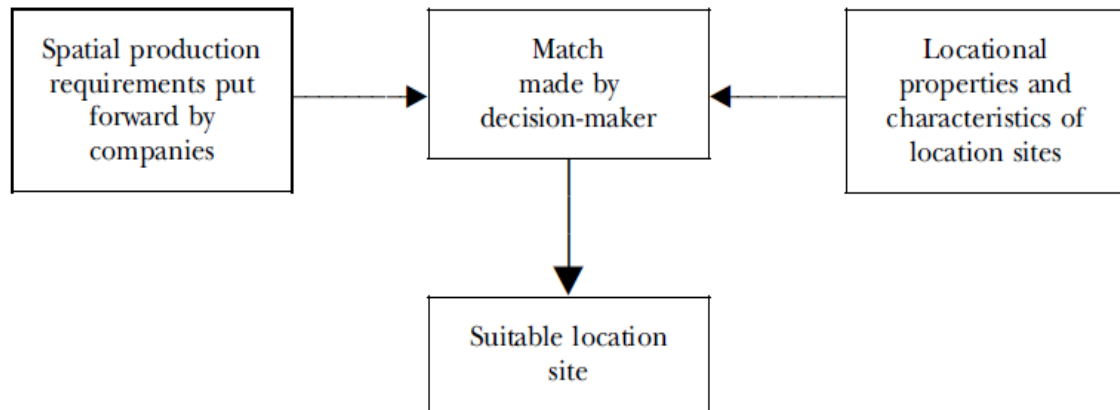 Spatial production
requirements put
forward by
companies
Match
made by
decision-maker
Locational
properties and
characteristics of
location sites
Suitable location
site